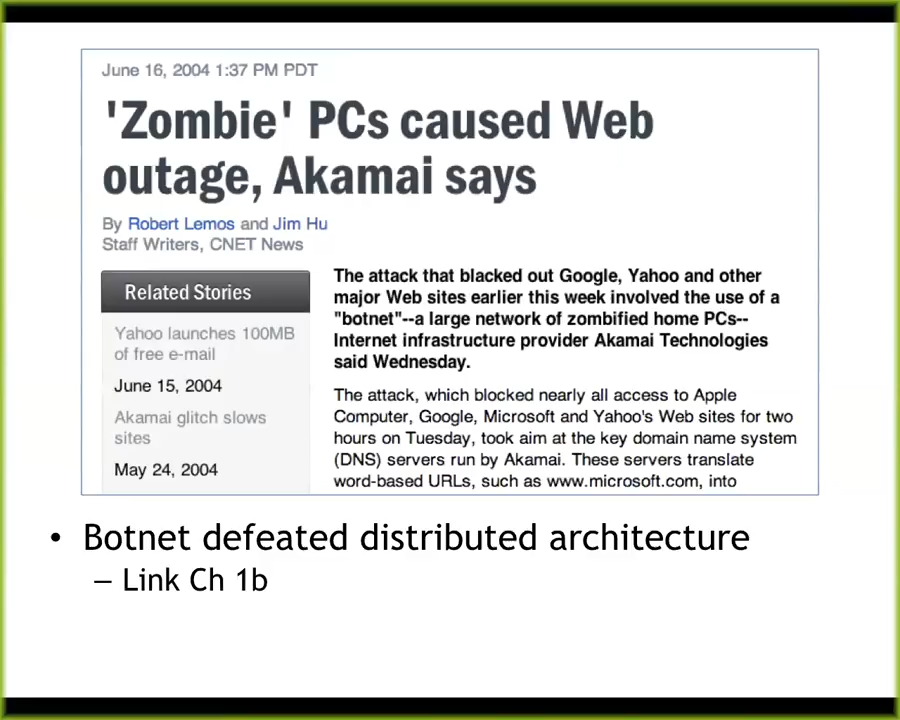 June 16, 2004 1:37 PM PDT
'Zombie' PCs caused Web
outage, Akamai says
By Robert Lemos and Jim Hu
Staff Writers, CNET News
Related Stories
Yahoo launches 100MB
of free e-mail
June 15, 2004
Akamai glitch slows
sites
May 24, 2004
The attack that blacked out Google, Yahoo and other
major Web sites earlier this week involved the use of a
"botnet"--a large network of zombified home PCs--
Internet infrastructure provider Akamai Technologies
said Wednesday.
The attack, which blocked nearly all access to Apple
Computer, Google, Microsoft and Yahoo's Web sites for two
hours on Tuesday, took aim at the key domain name system
(DNS) servers run by Akamai. These servers translate
word-based URLs, such as www.microsoft.com, into
• Botnet defeated distributed architecture
– Link Ch 1b